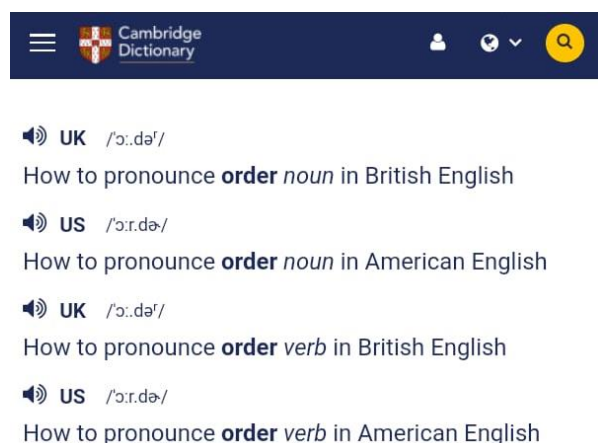 Cambridge
Dictionary
UK /ˈɔː.dəʳ/
How to pronounce order noun in British English
US /ˈɔːr.dɚ/
How to pronounce order noun in American English
UK /ˈɔː.dəʳ/
How to pronounce order verb in British English
US /ˈɔːr.dɚ/
How to pronounce order verb in American English